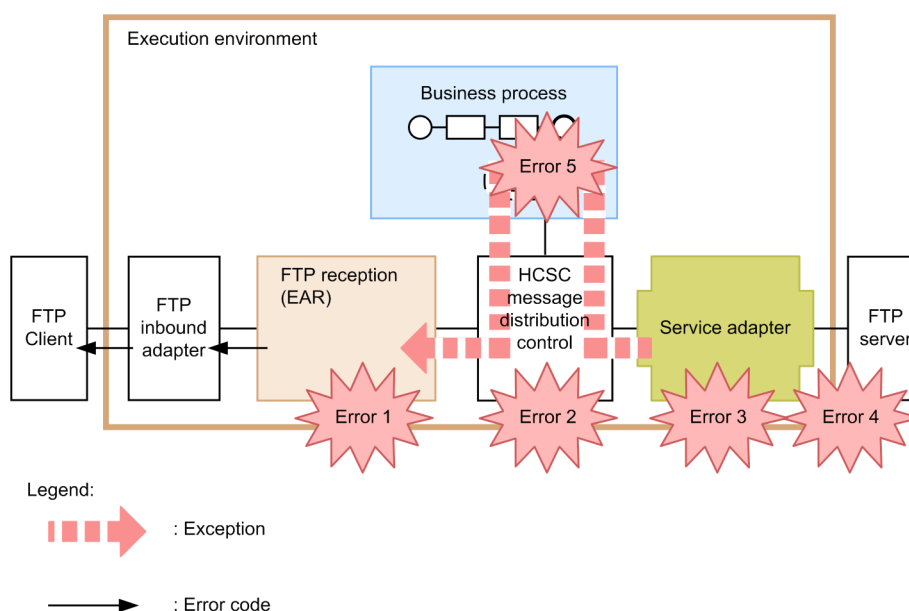 Execution environment
Business process
Error 5
FTP
Client
FTP
inbound
adapter
FTP reception
(EAR)
HCSC
message
distribution
control
Service adapter
FTP
server
Error 1
Error 2
Error 3
Error 4
Legend:
: Exception
: Error code